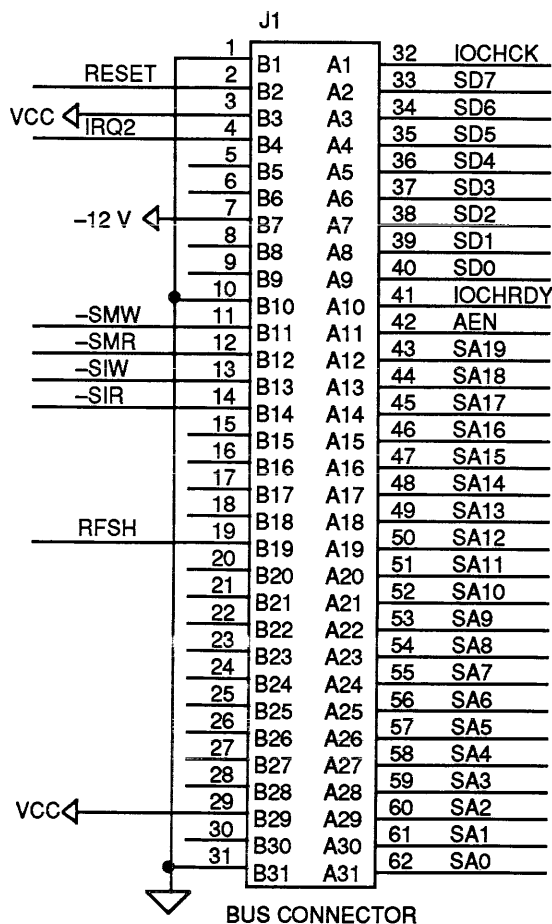 J1
1 B1 A1 32 IOCHCK
RESET 2 B2 A2 33 SD7
VCC 3 B3 A3 34 SD6
IRQ2 4 B4 A4 35 SD5
5 B5 A5 36 SD4
6 B6 A6 37 SD3
–12 V 7 B7 A7 38 SD2
8 B8 A8 39 SD1
9 B9 A9 40 SD0
10 B10 A10 41 IOCHRDY
–SMW 11 B11 A11 42 AEN
–SMR 12 B12 A12 43 SA19
–SIW 13 B13 A13 44 SA18
–SIR 14 B14 A14 45 SA17
15 B15 A15 46 SA16
16 B16 A16 47 SA15
17 B17 A17 48 SA14
18 B18 A18 49 SA13
RFSH 19 B19 A19 50 SA12
20 B20 A20 51 SA11
21 B21 A21 52 SA10
22 B22 A22 53 SA9
23 B23 A23 54 SA8
24 B24 A24 55 SA7
25 B25 A25 56 SA6
26 B26 A26 57 SA5
27 B27 A27 58 SA4
28 B28 A28 59 SA3
VCC 29 B29 A29 60 SA2
30 B30 A30 61 SA1
31 B31 A31 62 SA0
BUS CONNECTOR